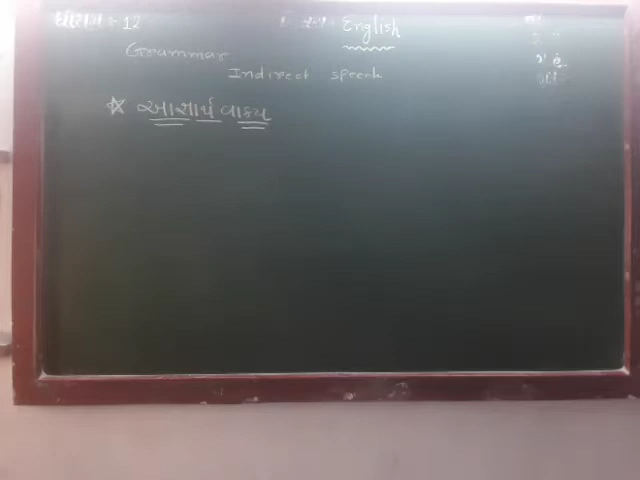 ધોરણ : 12
English
Grammar
Indirect speech
☆ આજ્ઞાર્થ વાક્ય